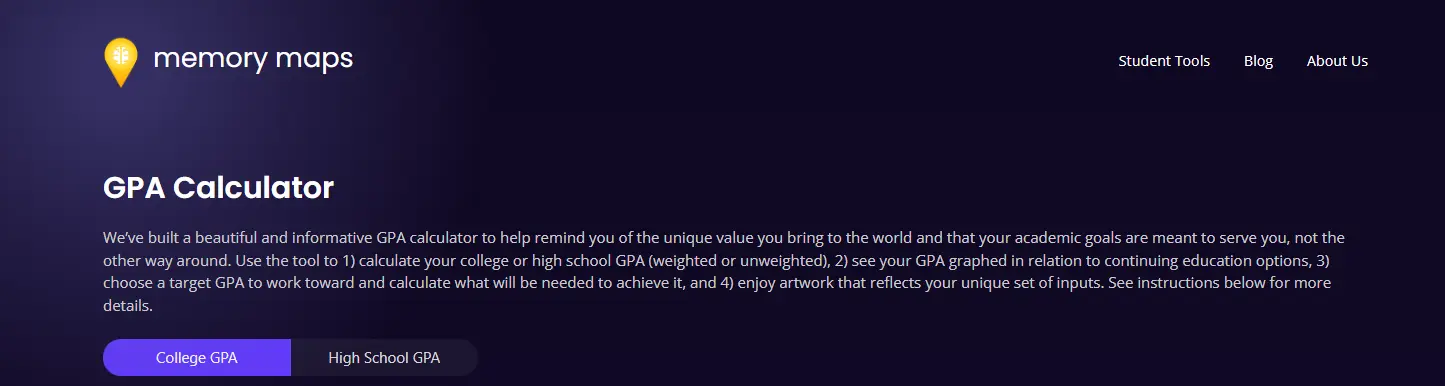 memory maps
Student Tools
Blog
About Us
GPA Calculator
We’ve built a beautiful and informative GPA calculator to help remind you of the unique value you bring to the world and that your academic goals are meant to serve you, not the
other way around. Use the tool to 1) calculate your college or high school GPA (weighted or unweighted), 2) see your GPA graphed in relation to continuing education options, 3)
choose a target GPA to work toward and calculate what will be needed to achieve it, and 4) enjoy artwork that reflects your unique set of inputs. See instructions below for more
details.
College GPA
High School GPA